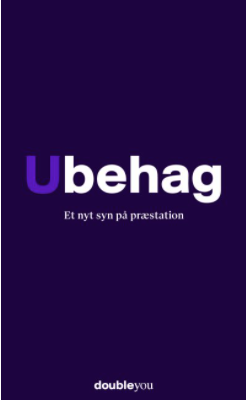 Ubehag
Et nyt syn på præstation
doubleyou